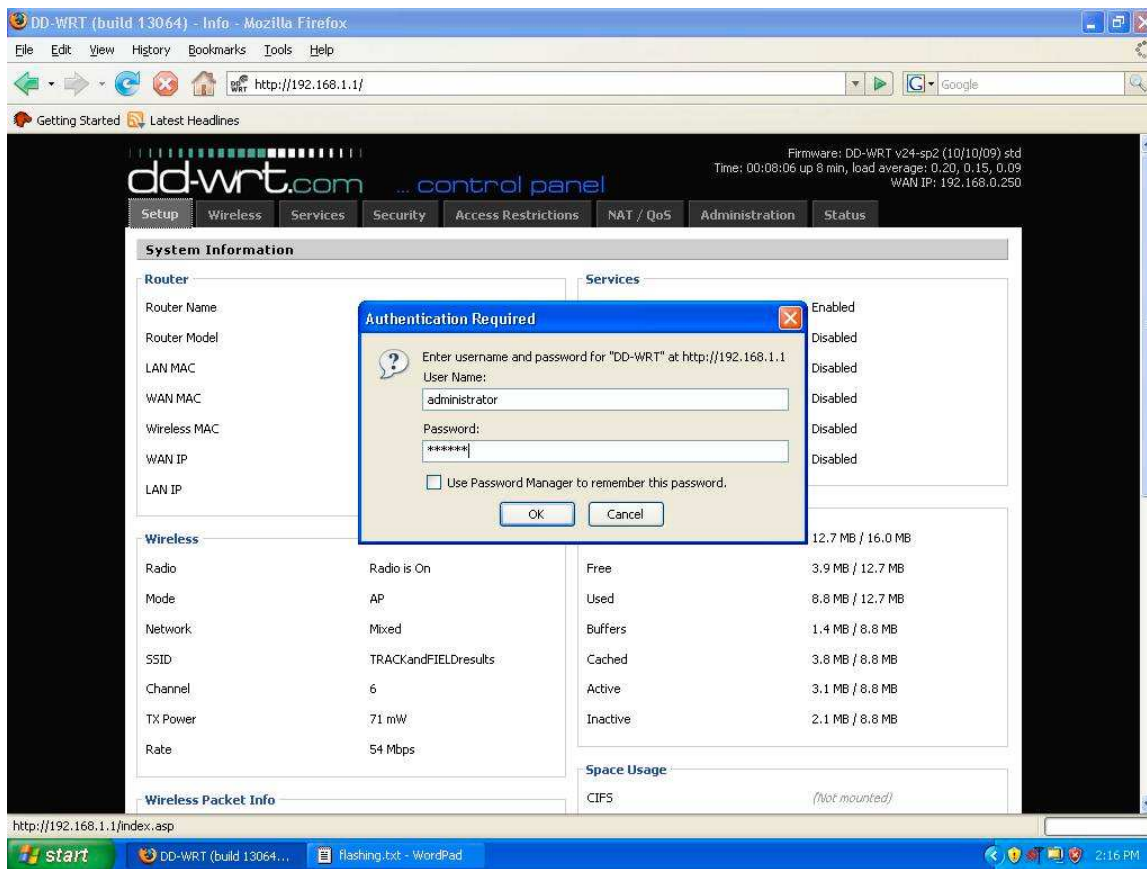 DD-WRT (build 13064) - Info - Mozilla Firefox
File Edit View History Bookmarks Tools Help
DD WRT http://192.168.1.1/ G Google
Getting Started Latest Headlines
dd-wrt.com ... control panel
Firmware: DD-WRT v24-sp2 (10/10/09) std
Time: 00:08:06 up 8 min, load average: 0.20, 0.15, 0.09
WAN IP: 192.168.0.250
Setup Wireless Services Security Access Restrictions NAT / QoS Administration Status
System Information
Router
Router Name
Router Model
LAN MAC
WAN MAC
Wireless MAC
WAN IP
LAN IP
Services
Enabled
Disabled
Disabled
Disabled
Disabled
Disabled
Authentication Required
Enter username and password for "DD-WRT" at http://192.168.1.1
User Name:
administrator
Password:
******
Use Password Manager to remember this password.
OK Cancel
Wireless
Radio Radio is On
Mode AP
Network Mixed
SSID TRACKandFIELDresults
Channel 6
TX Power 71 mW
Rate 54 Mbps
12.7 MB / 16.0 MB
Free 3.9 MB / 12.7 MB
Used 8.8 MB / 12.7 MB
Buffers 1.4 MB / 8.8 MB
Cached 3.8 MB / 8.8 MB
Active 3.1 MB / 8.8 MB
Inactive 2.1 MB / 8.8 MB
Wireless Packet Info
Space Usage
CIFS (Not mounted)
http://192.168.1.1/index.asp
start DD-WRT (build 13064... flashing.txt - WordPad 2:16 PM